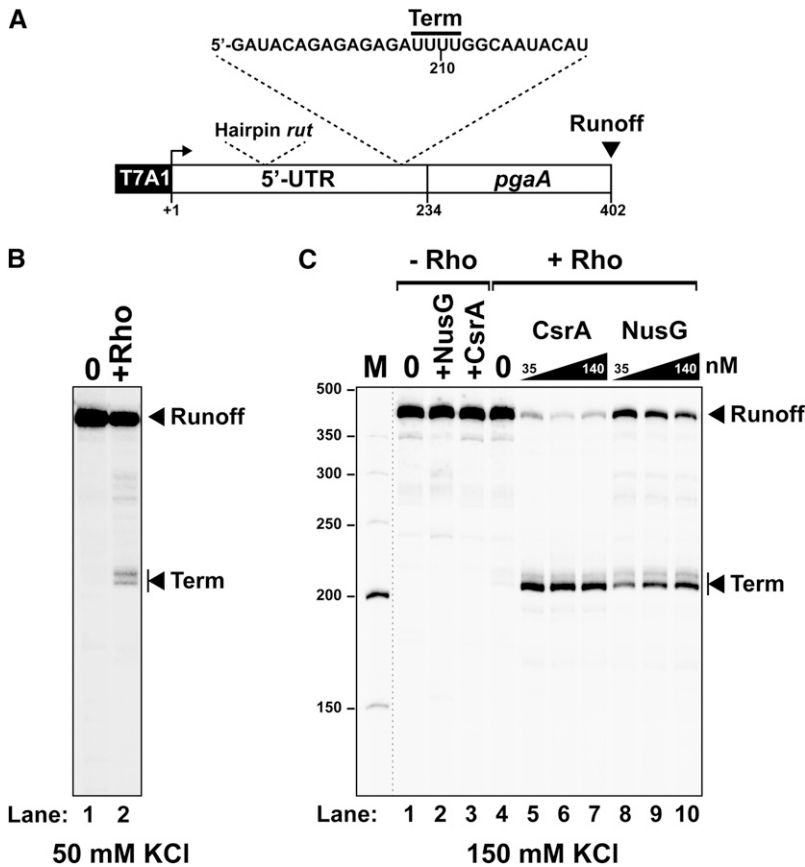 A
Term
5’-GAUACAGAGAGAGAUUUUGGCAAUACAU
210
Hairpin rut
Runoff
T7A1
5’-UTR
pgaA
+1
234
402
B
0
+Rho
Runoff
Term
Lane: 1 2
50 mM KCl
C
- Rho
+ Rho
M
0
+NusG
+CsrA
0
CsrA
NusG
35
140
35
140
nM
500
350
300
250
200
150
Runoff
Term
Lane: 1 2 3 4 5 6 7 8 9 10
150 mM KCl